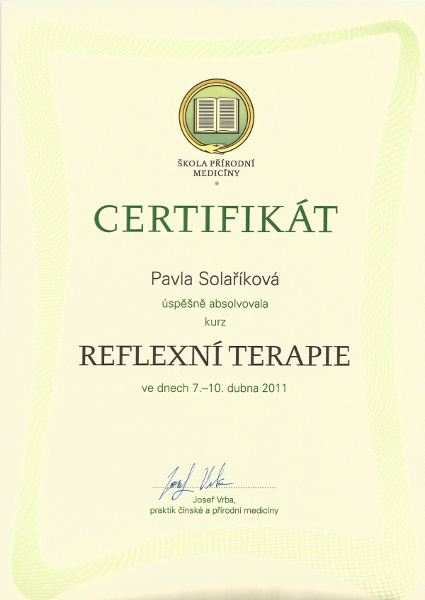 ŠKOLA PŘÍRODNÍ
MEDICÍNY
CERTIFIKÁT
Pavla Solaříková
úspěšně absolvovala
kurz
REFLEXNÍ TERAPIE
ve dnech 7.–10. dubna 2011
Josef Vrba
Josef Vrba,
praktik čínské a přírodní medicíny